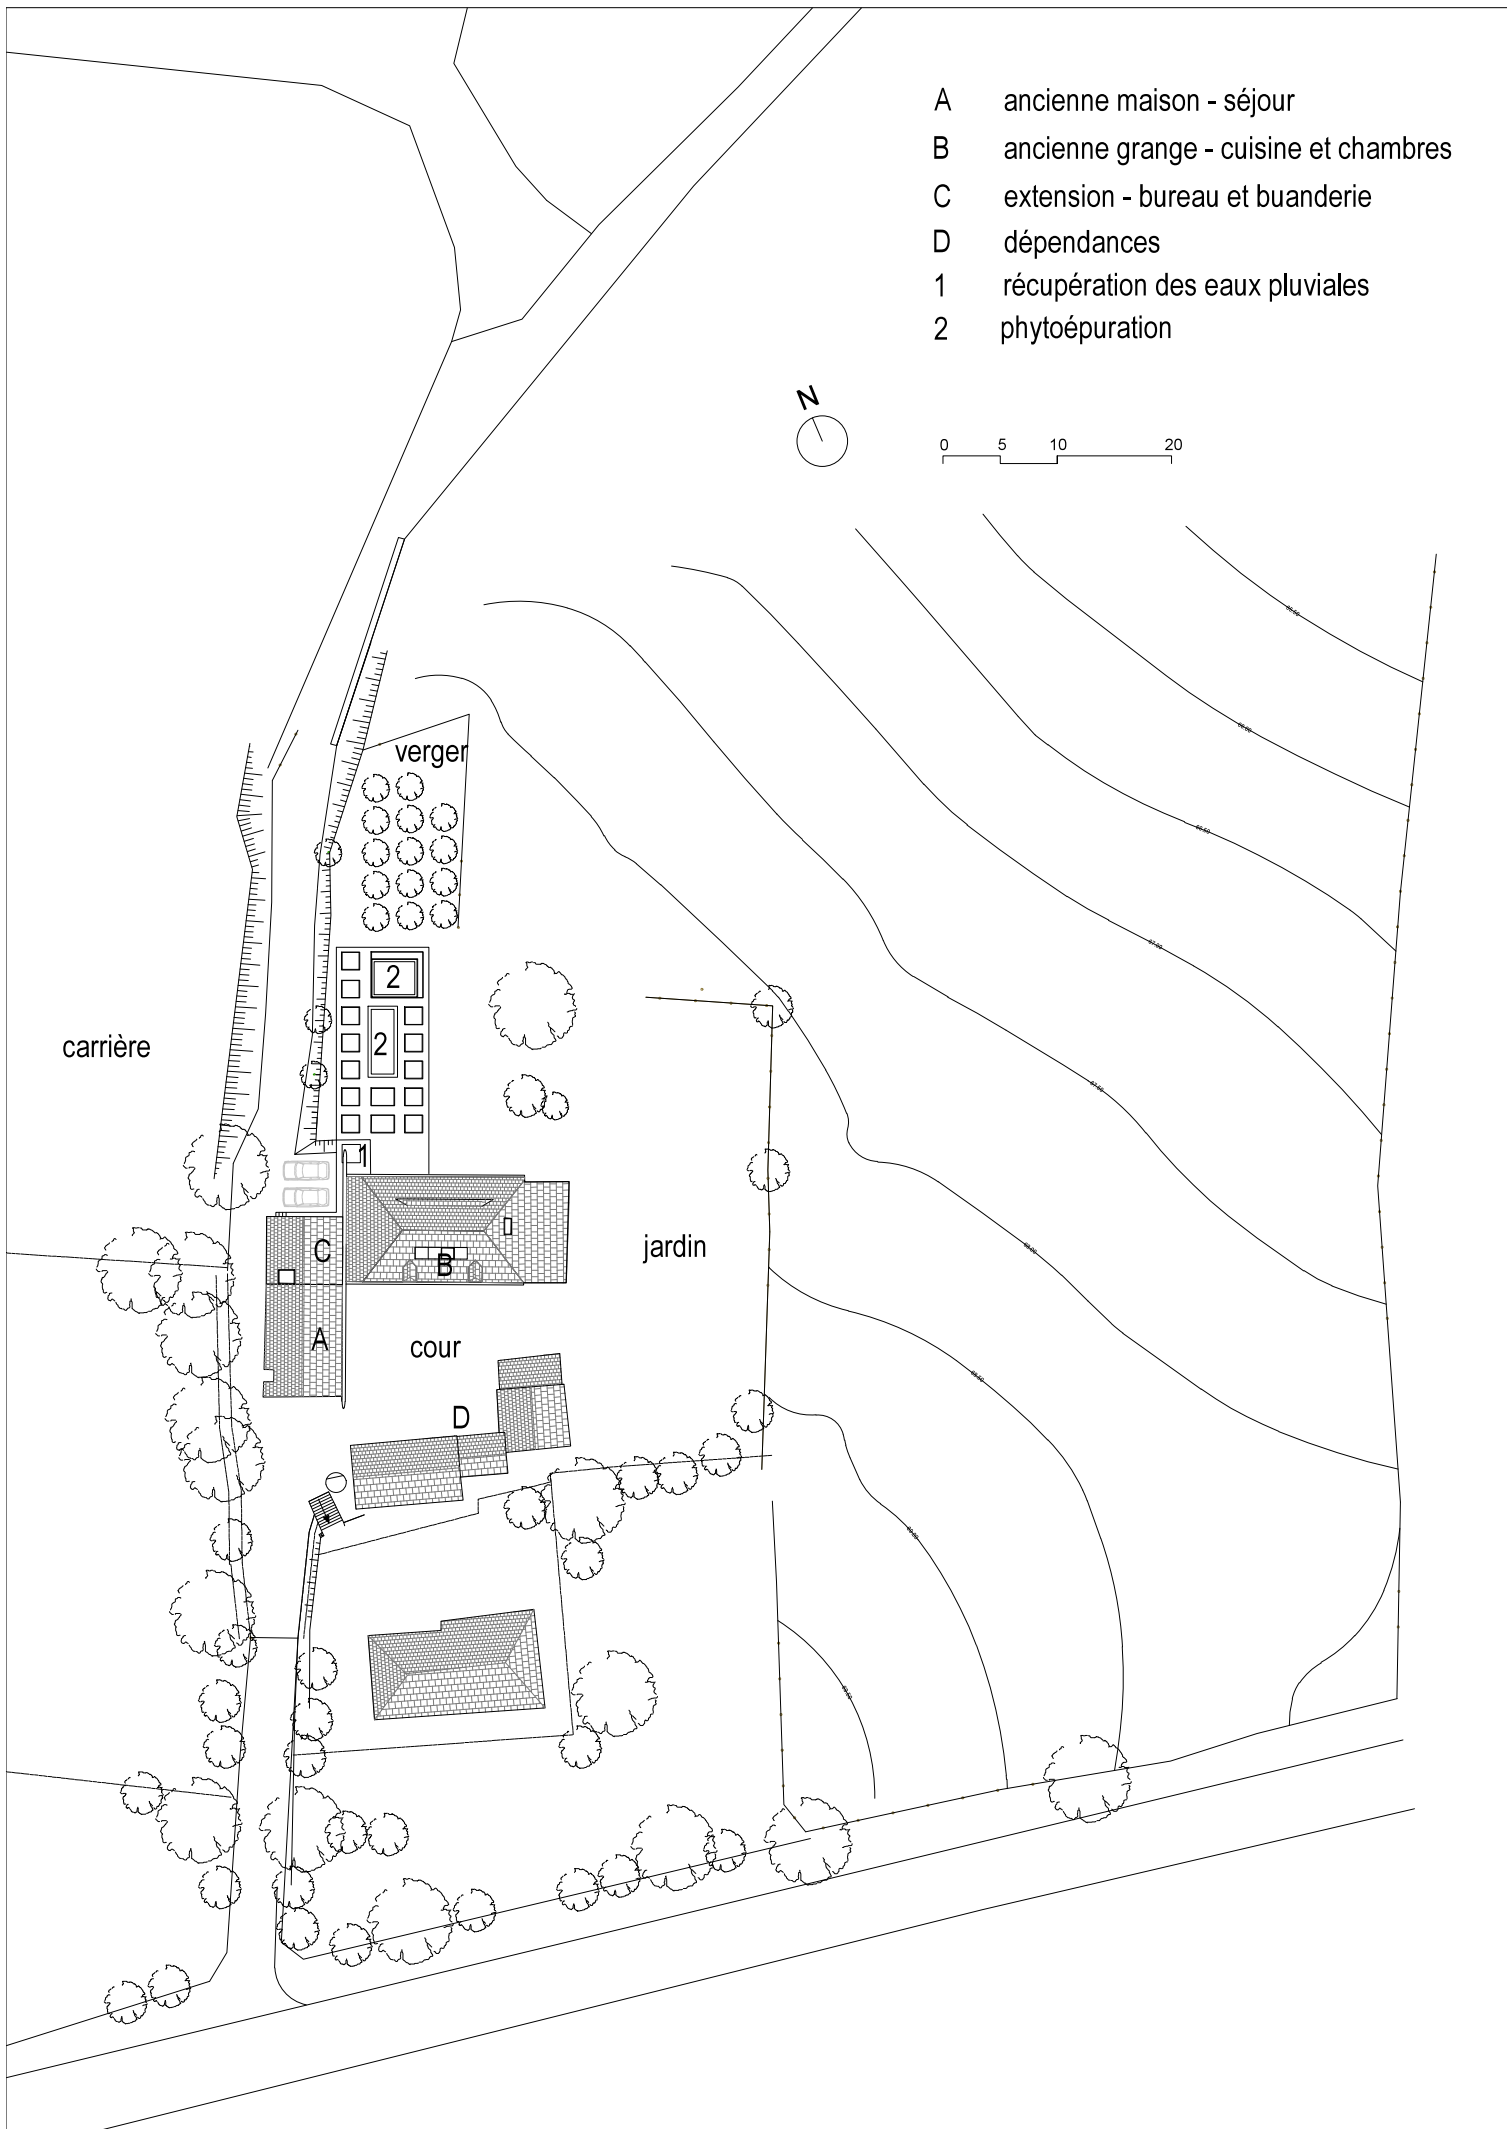 A ancienne maison - séjour
B ancienne grange - cuisine et chambres
C extension - bureau et buanderie
D dépendances
1 récupération des eaux pluviales
2 phytoépuration
N
0 5 10 20
verger
2
2
carrière
1
C
B
jardin
A
cour
D